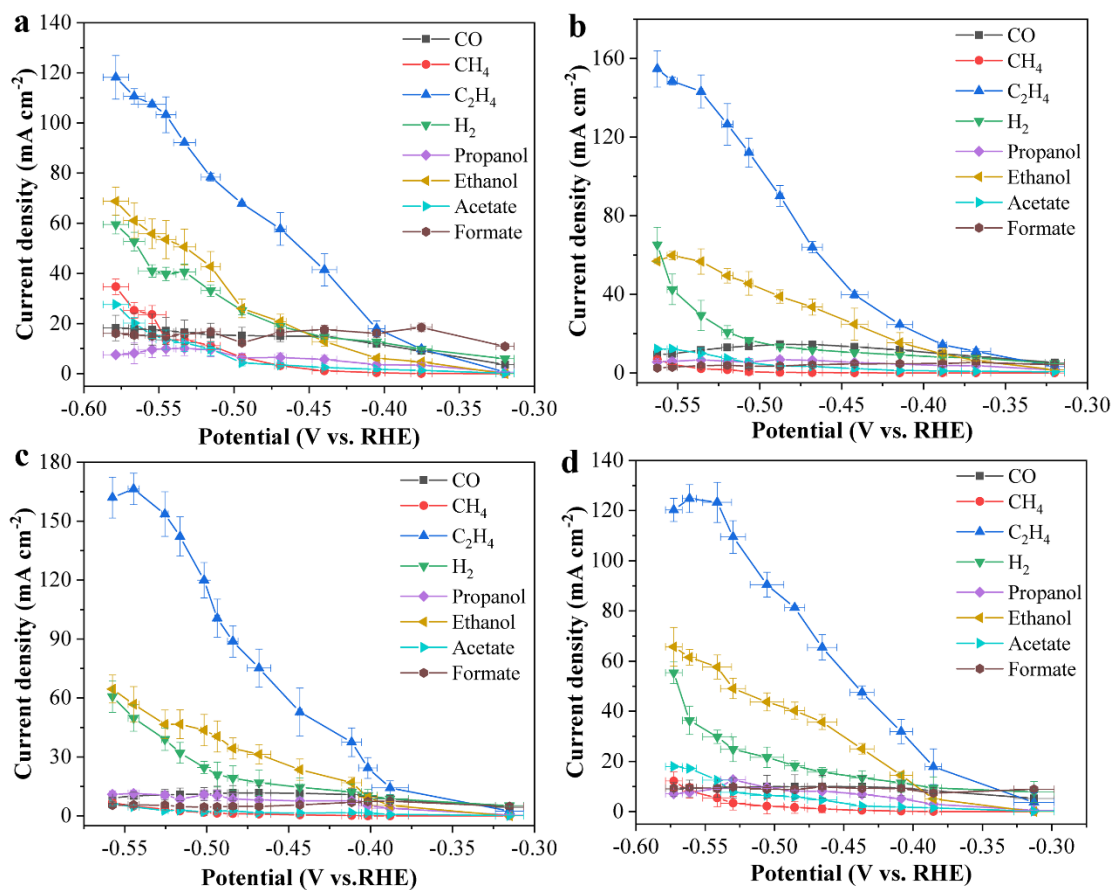 a
140
120
100
80
60
40
20
0
Current density (mA cm⁻²)
CO
CH₄
C₂H₄
H₂
Propanol
Ethanol
Acetate
Formate
-0.60 -0.55 -0.50 -0.45 -0.40 -0.35 -0.30
Potential (V vs. RHE)
b
160
120
80
40
0
Current density (mA cm⁻²)
CO
CH₄
C₂H₄
H₂
Propanol
Ethanol
Acetate
Formate
-0.55 -0.50 -0.45 -0.40 -0.35 -0.30
Potential (V vs. RHE)
c
180
150
120
90
60
30
0
Current density (mA cm⁻²)
CO
CH₄
C₂H₄
H₂
Propanol
Ethanol
Acetate
Formate
-0.55 -0.50 -0.45 -0.40 -0.35 -0.30
Potential (V vs.RHE)
d
140
120
100
80
60
40
20
0
Current density (mA cm⁻²)
CO
CH₄
C₂H₄
H₂
Propanol
Ethanol
Acetate
Formate
-0.60 -0.55 -0.50 -0.45 -0.40 -0.35 -0.30
Potential (V vs. RHE)